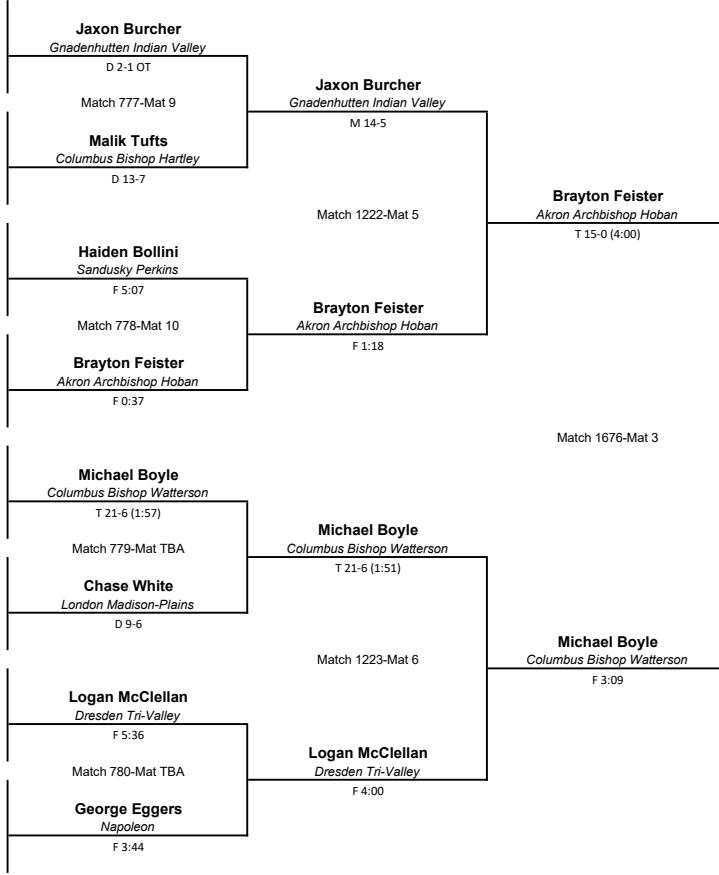 Jaxon Burcher
Gnadenhutten Indian Valley
D 2-1 OT
Match 777-Mat 9
Malik Tufts
Columbus Bishop Hartley
D 13-7
Haiden Bollini
Sandusky Perkins
F 5:07
Match 778-Mat 10
Brayton Feister
Akron Archbishop Hoban
F 0:37
Michael Boyle
Columbus Bishop Watterson
T 21-6 (1:57)
Match 779-Mat TBA
Chase White
London Madison-Plains
D 9-6
Logan McClellan
Dresden Tri-Valley
F 5:36
Match 780-Mat TBA
George Eggers
Napoleon
F 3:44
Jaxon Burcher
Gnadenhutten Indian Valley
M 14-5
Match 1222-Mat 5
Brayton Feister
Akron Archbishop Hoban
F 1:18
Michael Boyle
Columbus Bishop Watterson
T 21-6 (1:51)
Match 1223-Mat 6
Logan McClellan
Dresden Tri-Valley
F 4:00
Brayton Feister
Akron Archbishop Hoban
T 15-0 (4:00)
Match 1676-Mat 3
Michael Boyle
Columbus Bishop Watterson
F 3:09